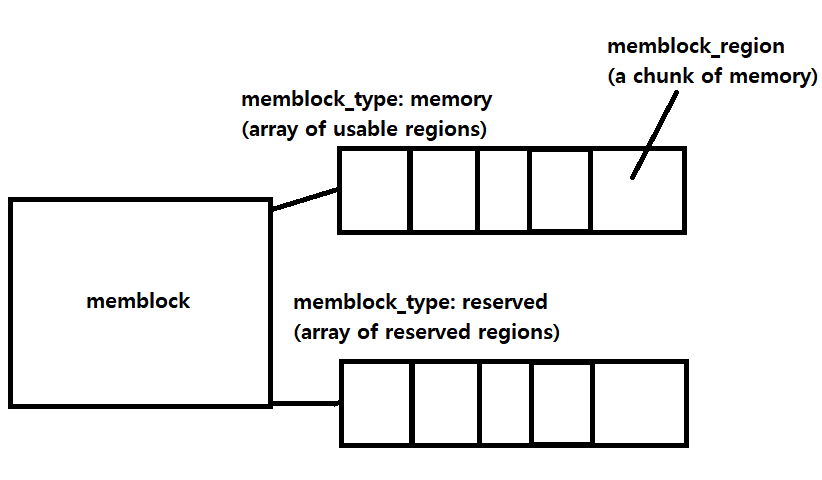 memblock_region
(a chunk of memory)
memblock_type: memory
(array of usable regions)
memblock
memblock_type: reserved
(array of reserved regions)